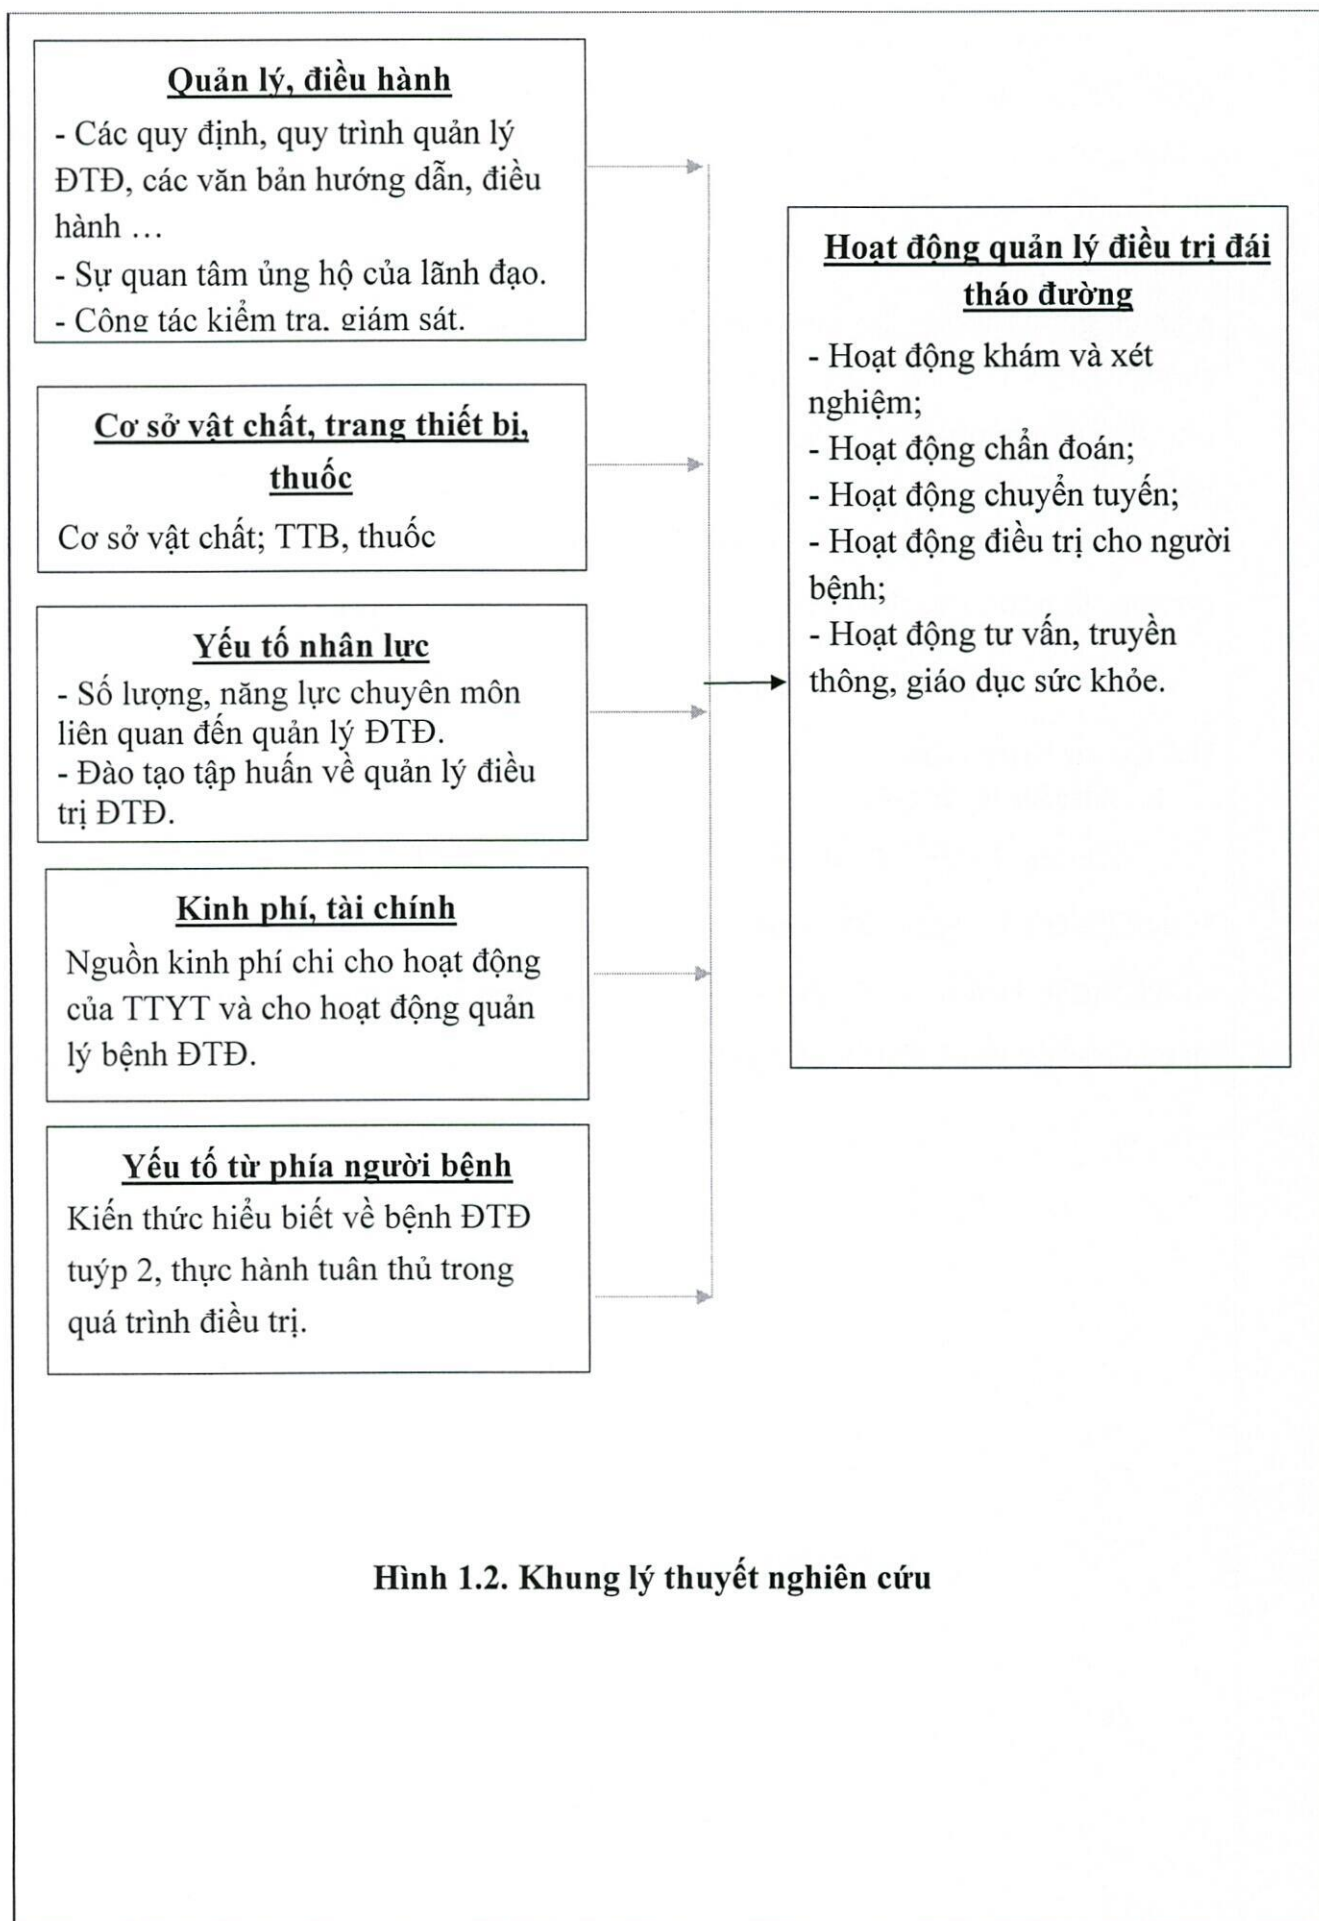 Quản lý, điều hành
- Các quy định, quy trình quản lý
ĐTĐ, các văn bản hướng dẫn, điều
hành …
- Sự quan tâm ủng hộ của lãnh đạo.
- Công tác kiểm tra, giám sát.
Cơ sở vật chất, trang thiết bị,
thuốc
Cơ sở vật chất; TTB, thuốc
Yếu tố nhân lực
- Số lượng, năng lực chuyên môn
liên quan đến quản lý ĐTĐ.
- Đào tạo tập huấn về quản lý điều
trị ĐTĐ.
Kinh phí, tài chính
Nguồn kinh phí chi cho hoạt động
của TTYT và cho hoạt động quản
lý bệnh ĐTĐ.
Yếu tố từ phía người bệnh
Kiến thức hiểu biết về bệnh ĐTĐ
tuýp 2, thực hành tuân thủ trong
quá trình điều trị.
Hoạt động quản lý điều trị đái
tháo đường
- Hoạt động khám và xét
nghiệm;
- Hoạt động chẩn đoán;
- Hoạt động chuyển tuyến;
- Hoạt động điều trị cho người
bệnh;
- Hoạt động tư vấn, truyền
thông, giáo dục sức khỏe.
Hình 1.2. Khung lý thuyết nghiên cứu